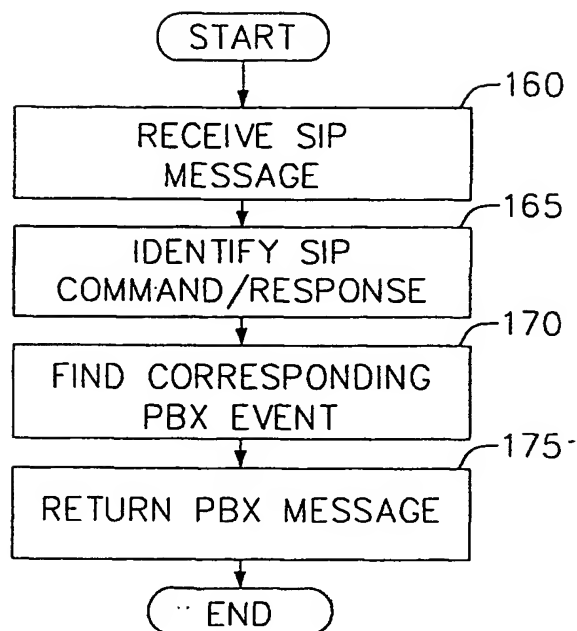 START
160
RECEIVE SIP
MESSAGE
165
IDENTIFY SIP
COMMAND/RESPONSE
170
FIND CORRESPONDING
PBX EVENT
175
RETURN PBX MESSAGE
END